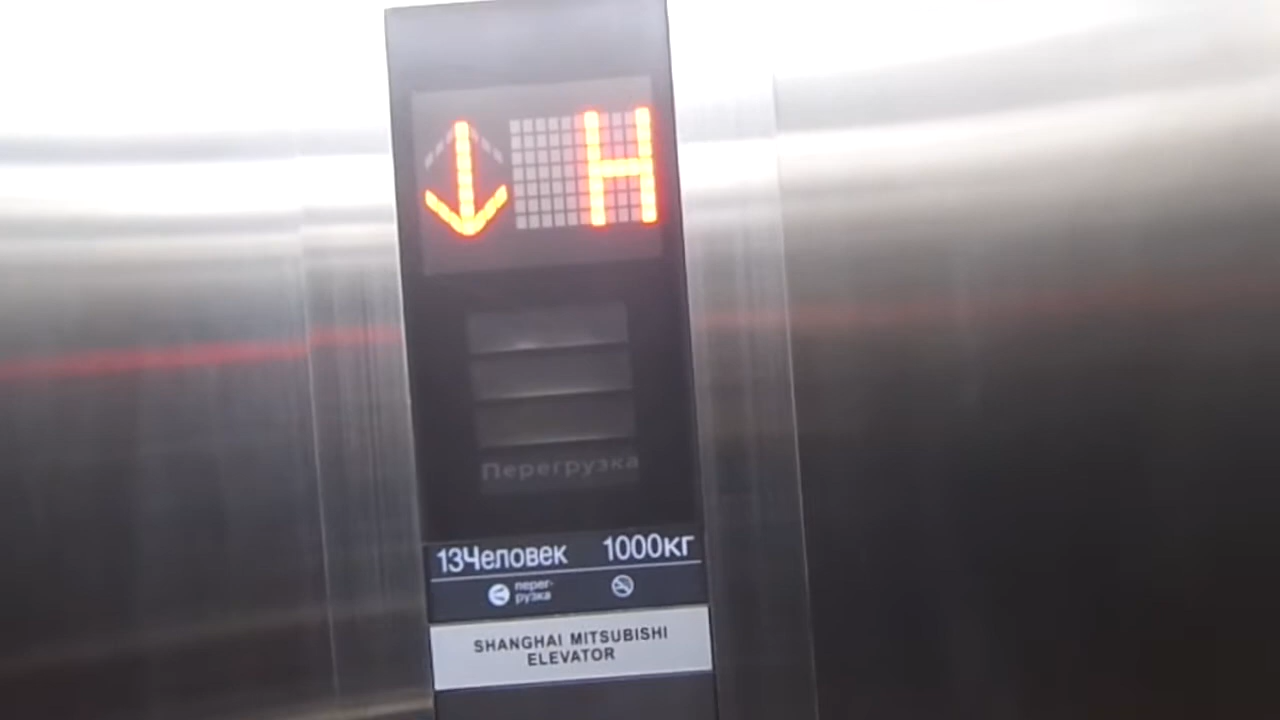 H
Перегрузка
13Человек 1000кг
перег-
рузка
SHANGHAI MITSUBISHI
ELEVATOR